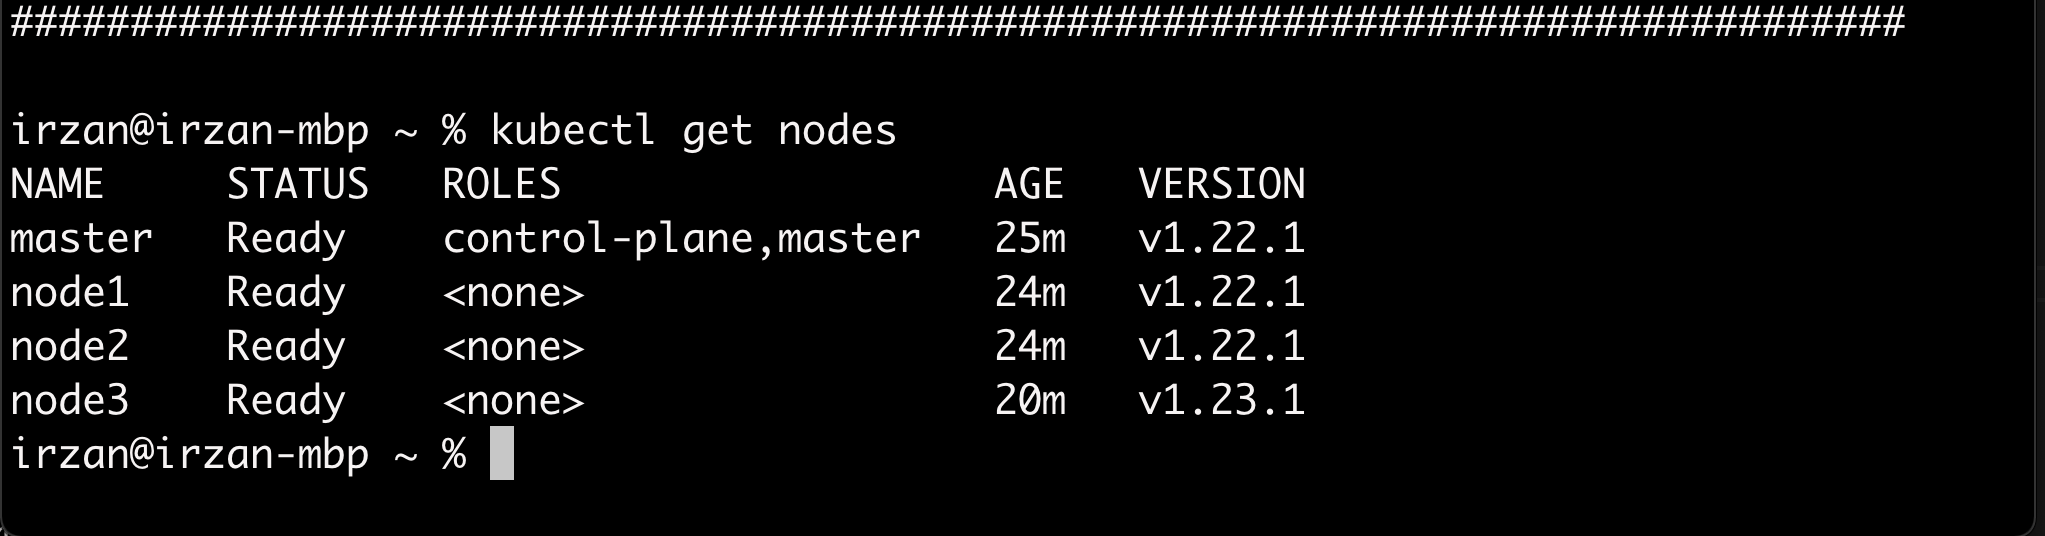 ###############################################################################
irzan@irzan-mbp ~ % kubectl get nodes
NAME     STATUS   ROLES                  AGE   VERSION
master   Ready    control-plane,master   25m   v1.22.1
node1    Ready    <none>                 24m   v1.22.1
node2    Ready    <none>                 24m   v1.22.1
node3    Ready    <none>                 20m   v1.23.1
irzan@irzan-mbp ~ %